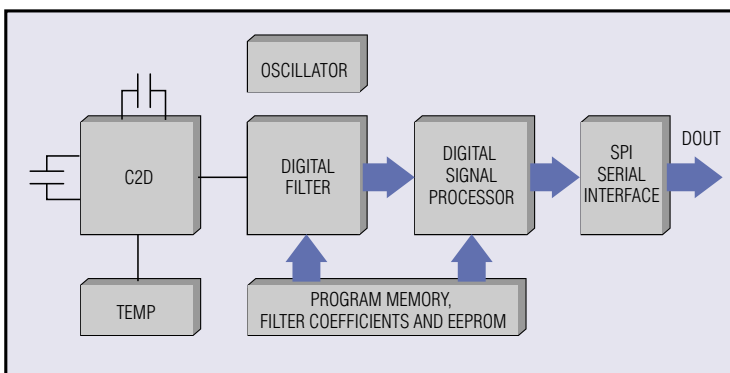 OSCILLATOR
C2D
DIGITAL
FILTER
DIGITAL
SIGNAL
PROCESSOR
SPI
SERIAL
INTERFACE
DOUT
TEMP
PROGRAM MEMORY,
FILTER COEFFICIENTS AND EEPROM